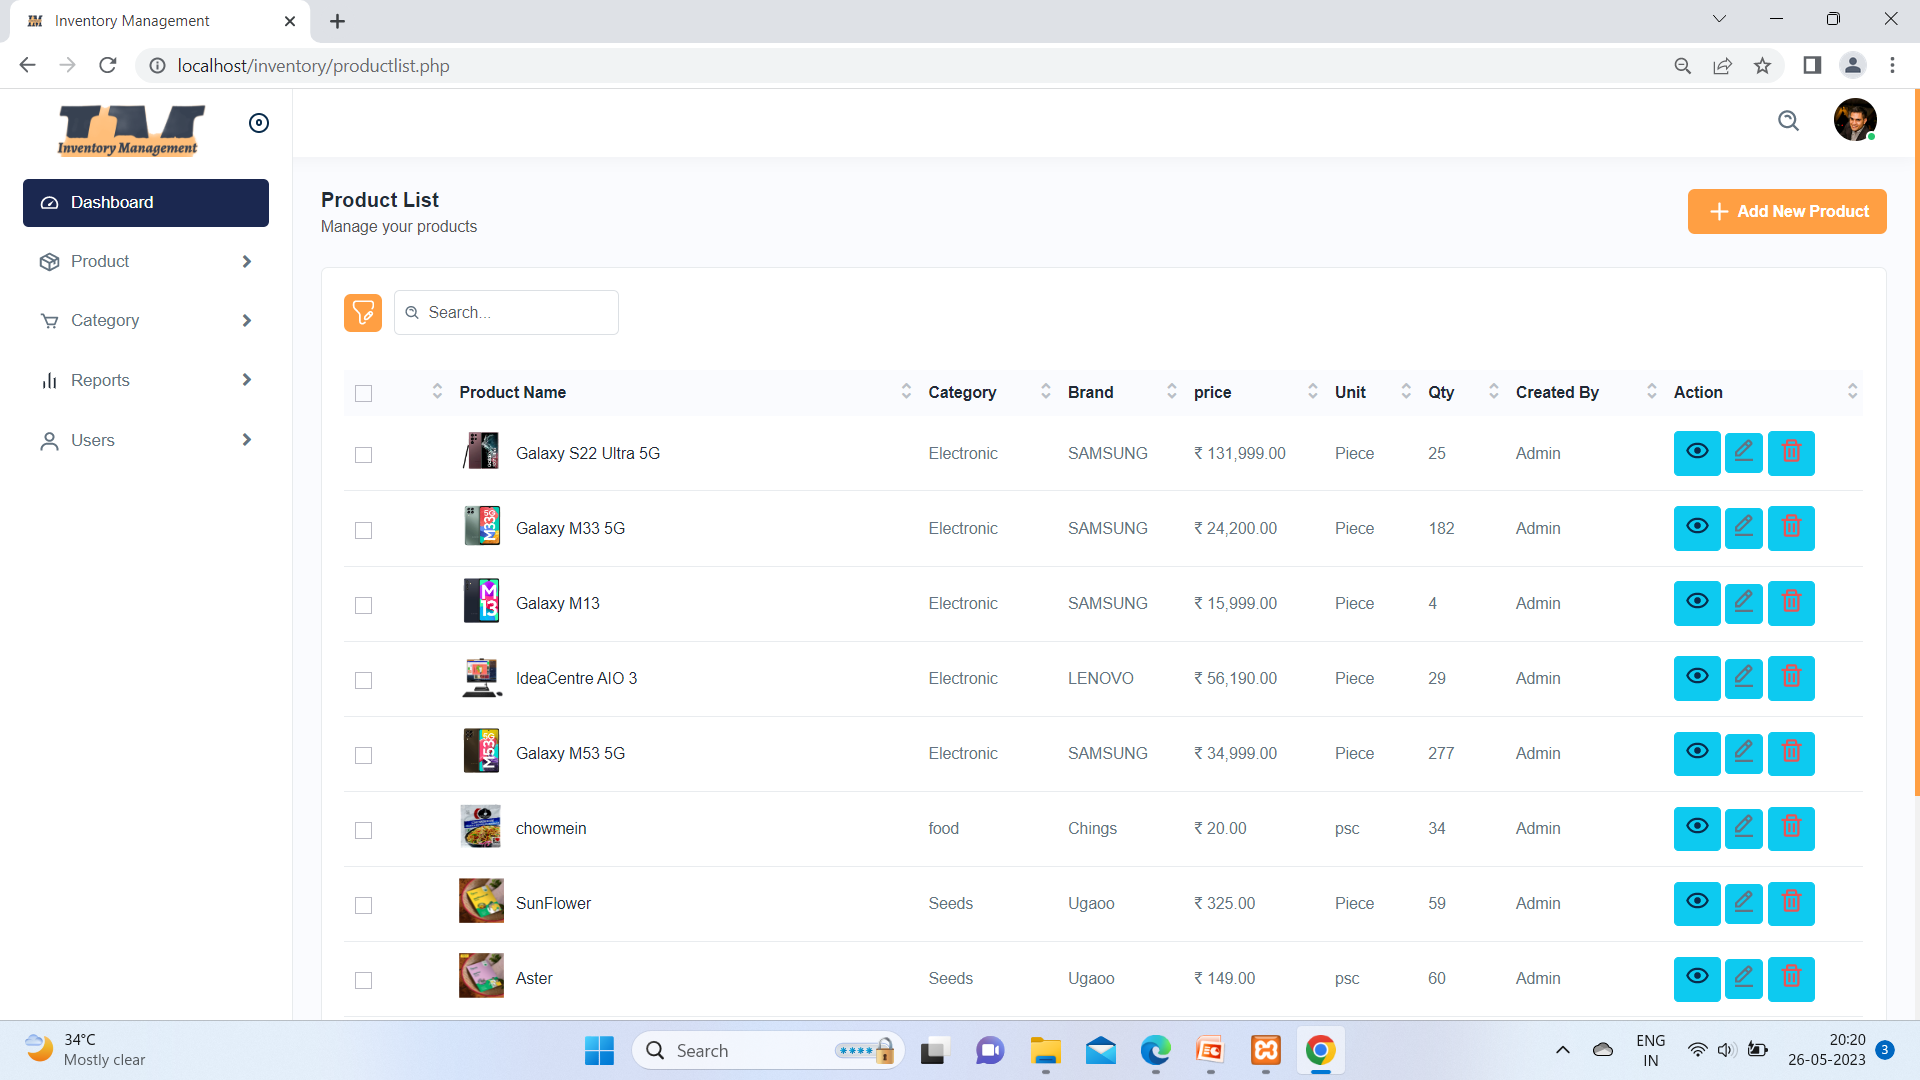 Inventory Management
localhost/inventory/productlist.php
Inventory Management
Dashboard
Product
Category
Reports
Users
Product List
Manage your products
Add New Product
Search...
Product Name Category Brand price Unit Qty Created By Action
Galaxy S22 Ultra 5G Electronic SAMSUNG ₹ 131,999.00 Piece 25 Admin
Galaxy M33 5G Electronic SAMSUNG ₹ 24,200.00 Piece 182 Admin
Galaxy M13 Electronic SAMSUNG ₹ 15,999.00 Piece 4 Admin
IdeaCentre AIO 3 Electronic LENOVO ₹ 56,190.00 Piece 29 Admin
Galaxy M53 5G Electronic SAMSUNG ₹ 34,999.00 Piece 277 Admin
chowmein food Chings ₹ 20.00 psc 34 Admin
SunFlower Seeds Ugaoo ₹ 325.00 Piece 59 Admin
Aster Seeds Ugaoo ₹ 149.00 psc 60 Admin
34°C
Mostly clear
Search
ENG
IN
20:20
26-05-2023
3